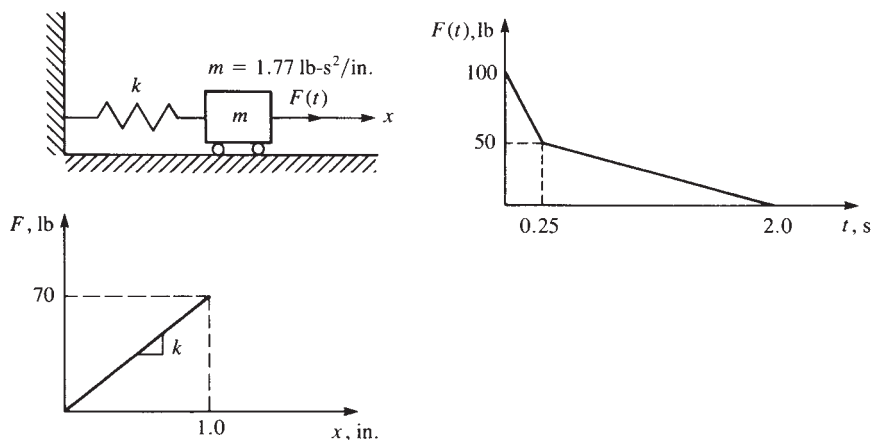 m = 1.77 lb-s²/in.
k
F(t)
m
x
F(t), lb
100
50
0.25
2.0
t, s
F, lb
70
k
1.0
x, in.